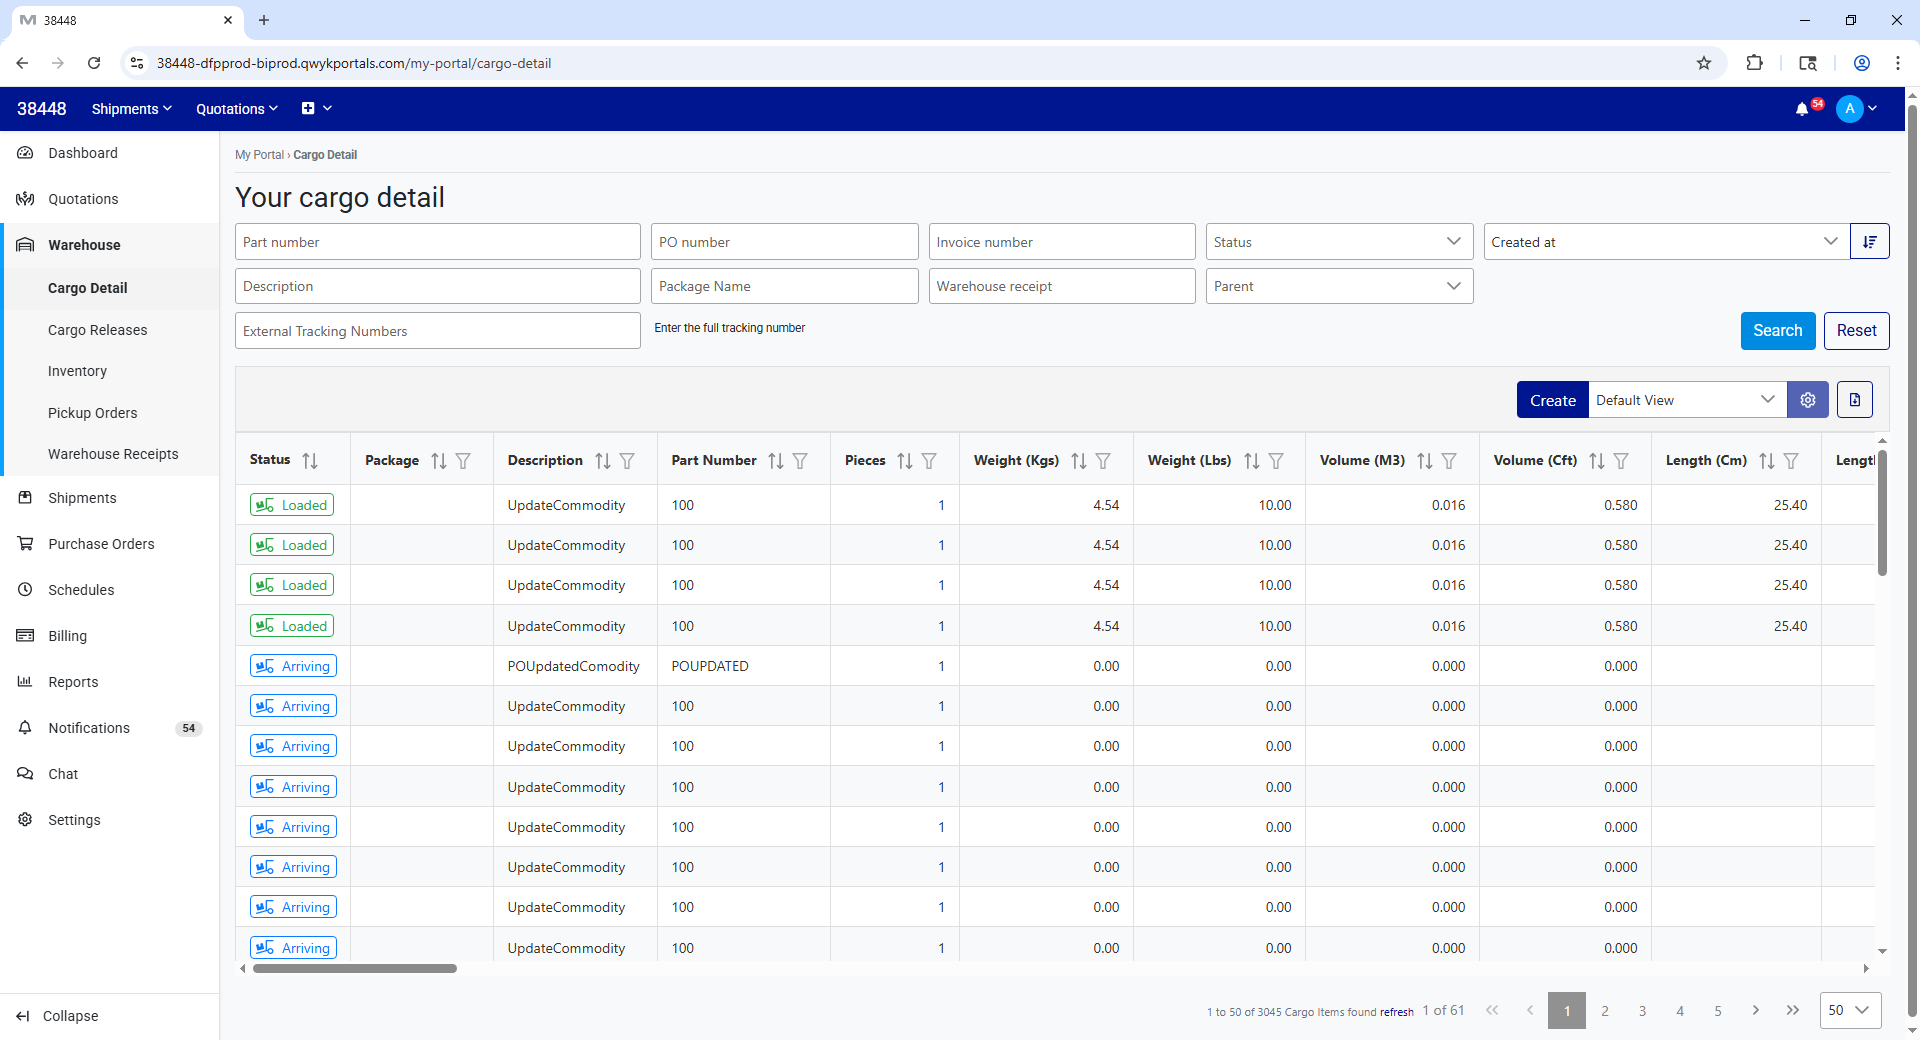 38448
38448-dfpprod-biprod.qwykportals.com/my-portal/cargo-detail
38448 Shipments Quotations 54 A
Dashboard
Quotations
Warehouse
Cargo Detail
Cargo Releases
Inventory
Pickup Orders
Warehouse Receipts
Shipments
Purchase Orders
Schedules
Billing
Reports
Notifications 54
Chat
Settings
Collapse
My Portal › Cargo Detail
Your cargo detail
Part number PO number Invoice number Status Created at
Description Package Name Warehouse receipt Parent
External Tracking Numbers Enter the full tracking number Search Reset
Create Default View
Status Package Description Part Number Pieces Weight (Kgs) Weight (Lbs) Volume (M3) Volume (Cft) Length (Cm)
Loaded UpdateCommodity 100 1 4.54 10.00 0.016 0.580 25.40
Loaded UpdateCommodity 100 1 4.54 10.00 0.016 0.580 25.40
Loaded UpdateCommodity 100 1 4.54 10.00 0.016 0.580 25.40
Loaded UpdateCommodity 100 1 4.54 10.00 0.016 0.580 25.40
Arriving POUpdatedComodity POUPDATED 1 0.00 0.00 0.000 0.000
Arriving UpdateCommodity 100 1 0.00 0.00 0.000 0.000
Arriving UpdateCommodity 100 1 0.00 0.00 0.000 0.000
Arriving UpdateCommodity 100 1 0.00 0.00 0.000 0.000
Arriving UpdateCommodity 100 1 0.00 0.00 0.000 0.000
Arriving UpdateCommodity 100 1 0.00 0.00 0.000 0.000
Arriving UpdateCommodity 100 1 0.00 0.00 0.000 0.000
Arriving UpdateCommodity 100 1 0.00 0.00 0.000 0.000
1 to 50 of 3045 Cargo Items found refresh 1 of 61 1 2 3 4 5 50